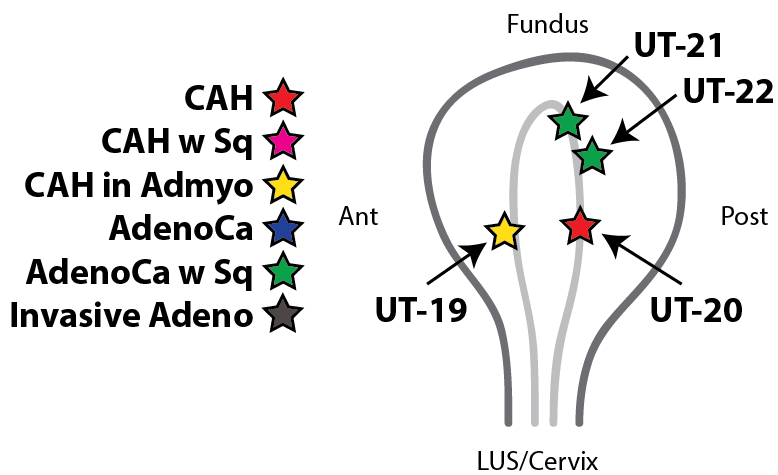 Fundus
UT-21
UT-22
CAH
CAH w Sq
CAH in Admyo
AdenoCa
AdenoCa w Sq
Invasive Adeno
Ant
Post
UT-19
UT-20
LUS/Cervix